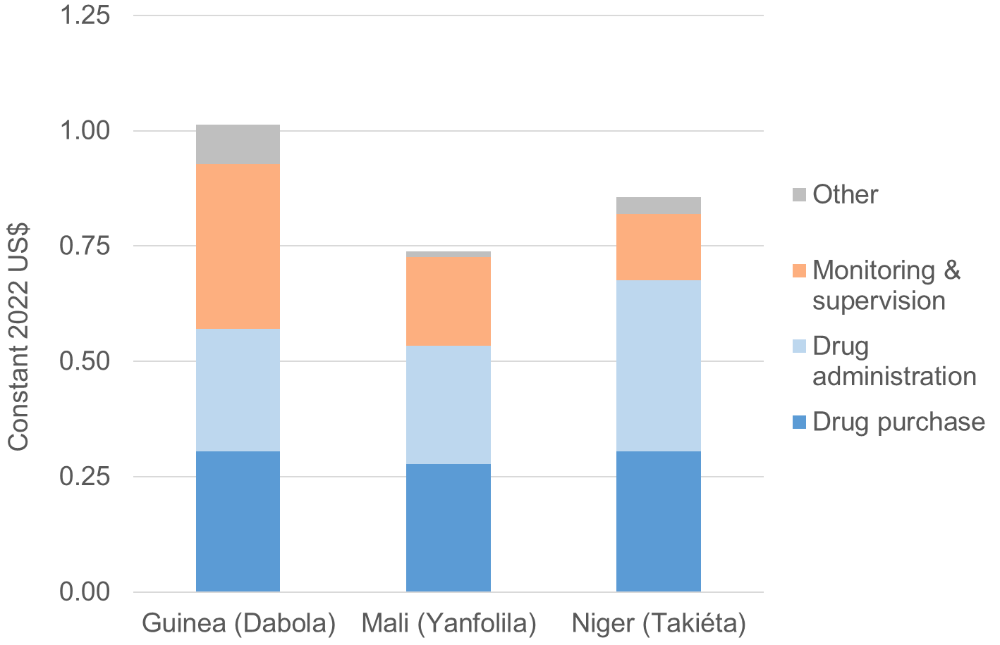 1.25
1.00
0.75
0.50
0.25
0.00
Constant 2022 US$
Guinea (Dabola)
Mali (Yanfolila)
Niger (Takiéta)
Other
Monitoring &
supervision
Drug
administration
Drug purchase